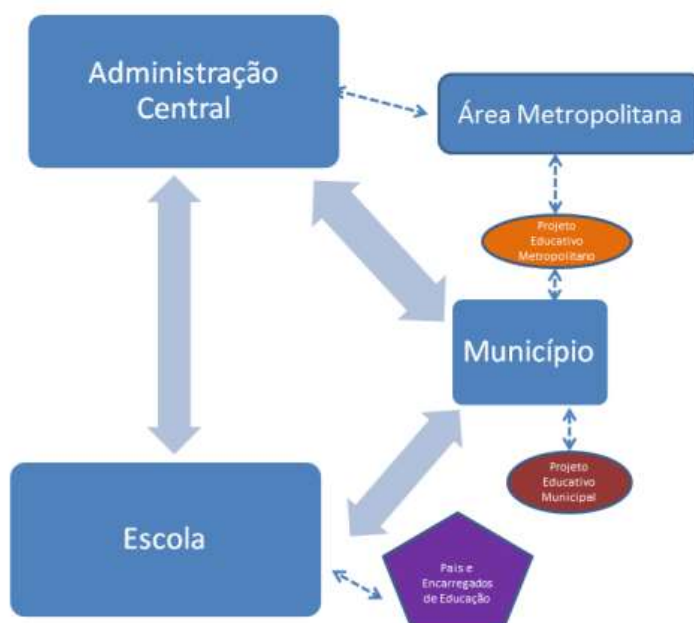 Administração
Central
Área Metropolitana
Projeto
Educativo
Metropolitano
Município
Projeto
Educativo
Municipal
Escola
Pais e
Encarregados
de Educação